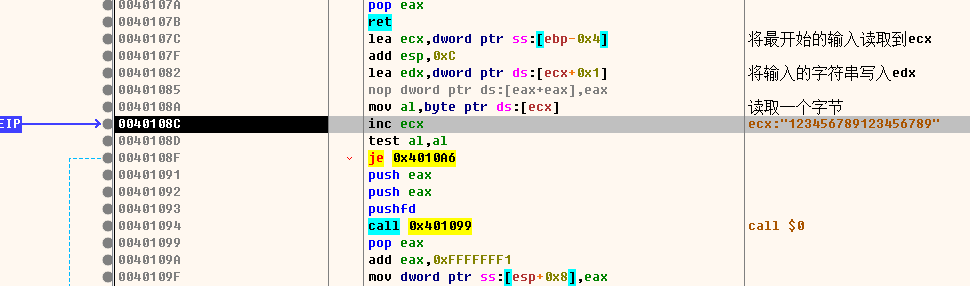 0040107A pop eax
0040107B ret
0040107C lea ecx,dword ptr ss:[ebp-0x4] 将最开始的输入读取到ecx
0040107F add esp,0xC
00401082 lea edx,dword ptr ds:[ecx+0x1] 将输入的字符串写入edx
00401085 nop dword ptr ds:[eax+eax],eax
0040108A mov al,byte ptr ds:[ecx] 读取一个字节
EIP 0040108C inc ecx ecx:"123456789123456789"
0040108D test al,al
0040108F je 0x4010A6
00401091 push eax
00401092 push eax
00401093 pushfd
00401094 call 0x401099 call $0
00401099 pop eax
0040109A add eax,0xFFFFFFF1
0040109F mov dword ptr ss:[esp+0x8],eax